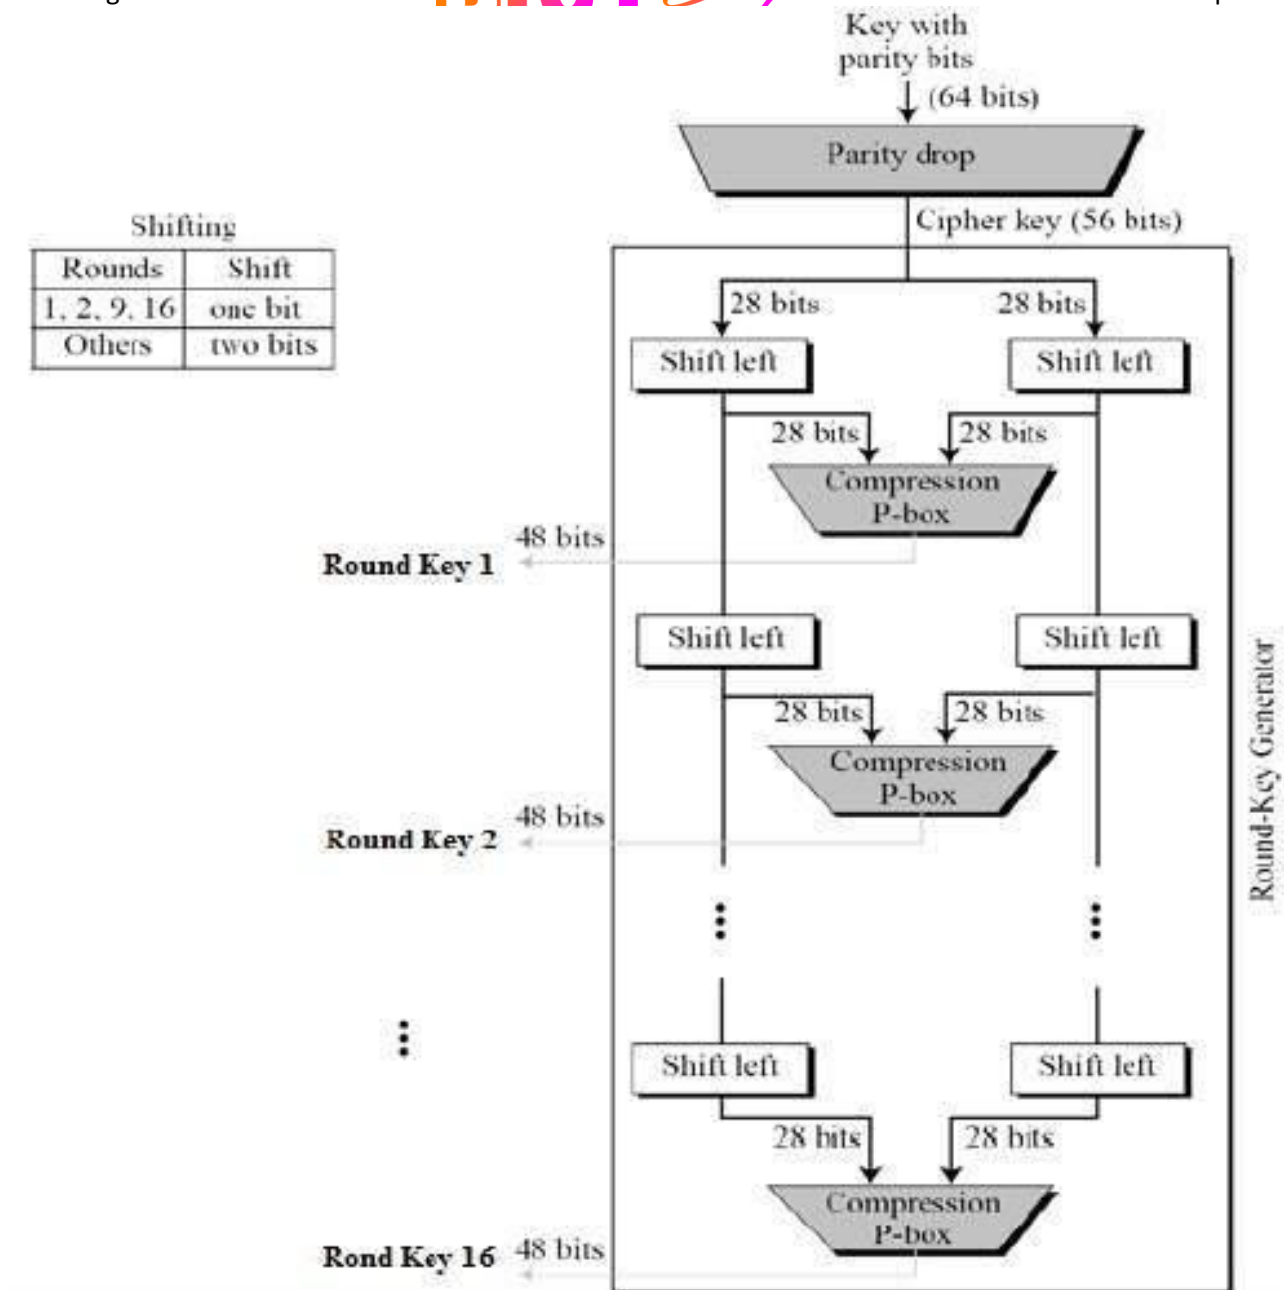 Key with
parity bits
(64 bits)
Parity drop
Cipher key (56 bits)
Shifting
Rounds Shift
1, 2, 9, 16 one bit
Others two bits
28 bits 28 bits
Shift left Shift left
28 bits 28 bits
Compression
P-box
48 bits
Round Key 1
Shift left Shift left
28 bits 28 bits
Compression
P-box
48 bits
Round Key 2
Round-Key Generator
Shift left Shift left
28 bits 28 bits
Compression
P-box
48 bits
Rond Key 16